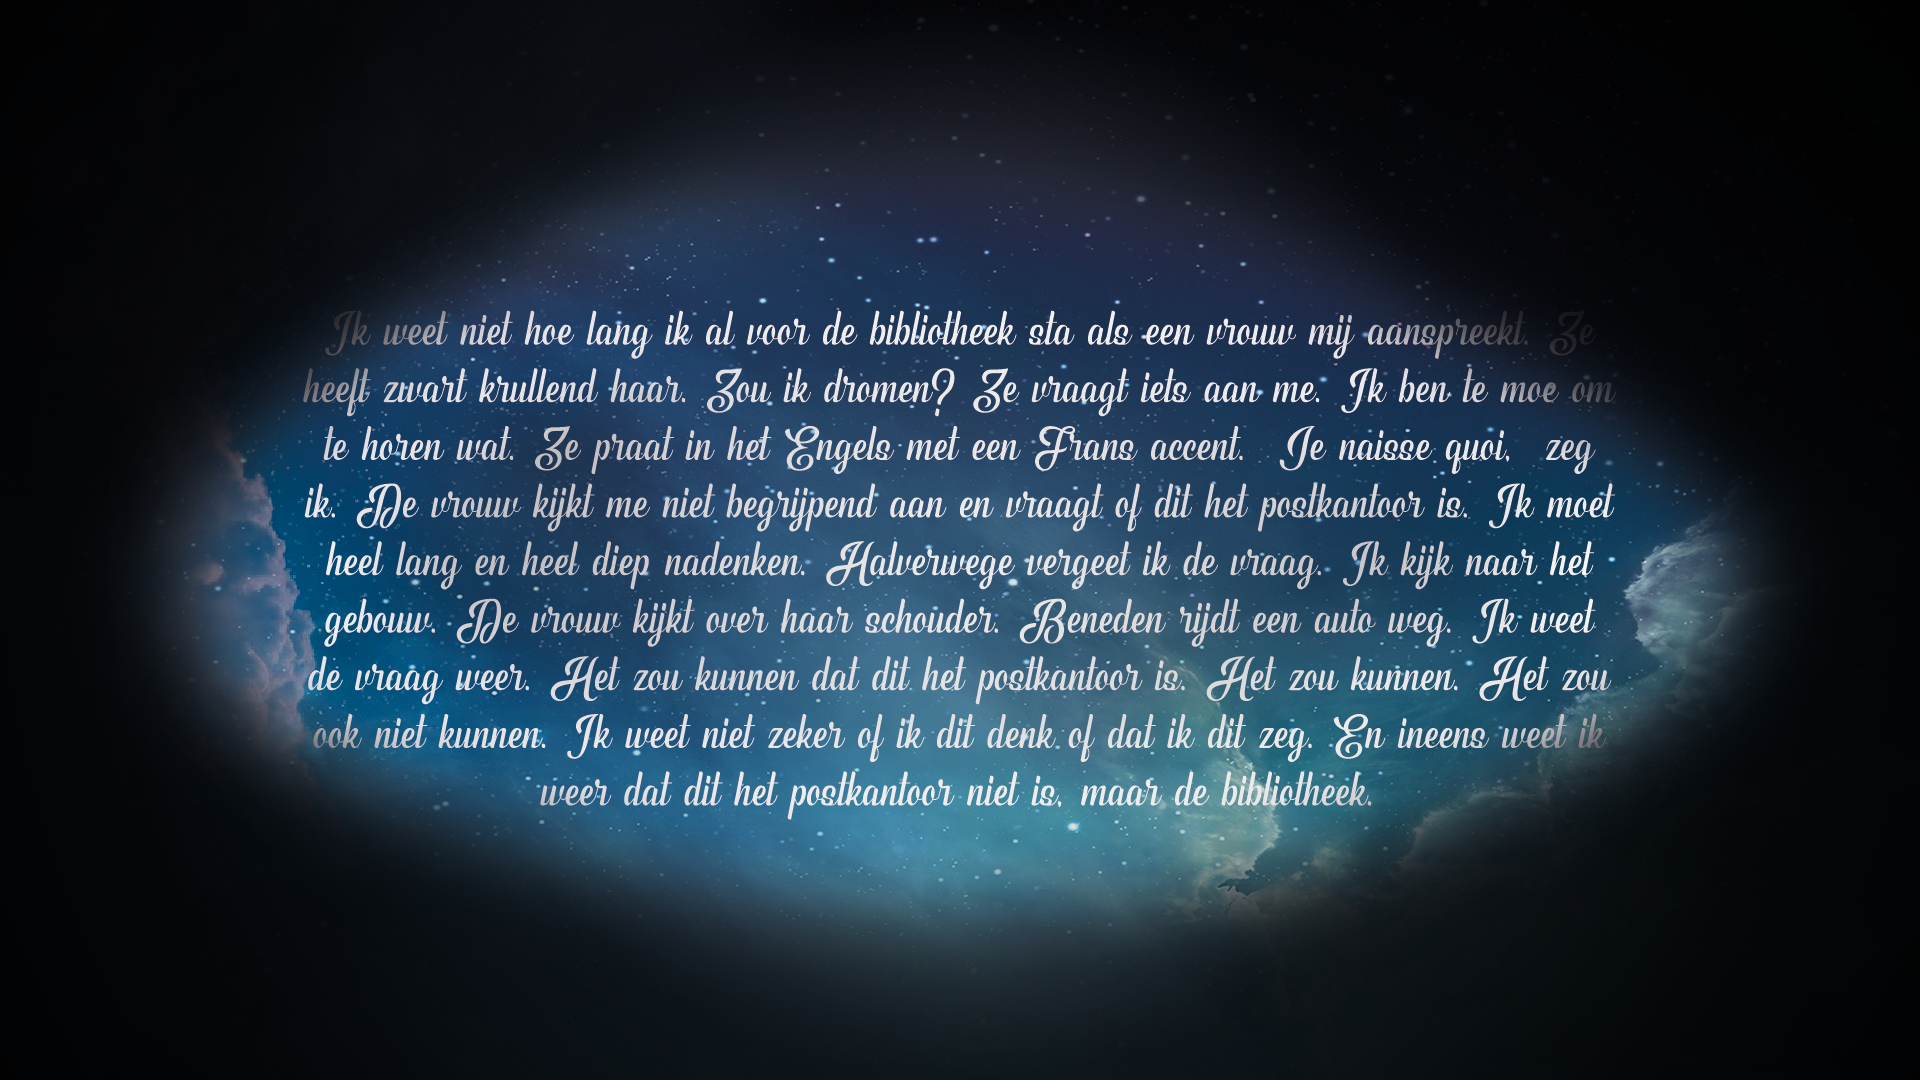 Ik weet niet hoe lang ik al voor de bibliotheek sta als een vrouw mij aanspreekt. Ze
heeft zwart krullend haar. Zou ik dromen? Ze vraagt iets aan me. Ik ben te moe om
te horen wat. Ze praat in het Engels met een Frans accent. Je naisse quoi, zeg
ik. De vrouw kijkt me niet begrijpend aan en vraagt of dit het postkantoor is. Ik moet
heel lang en heel diep nadenken. Halverwege vergeet ik de vraag. Ik kijk naar het
gebouw. De vrouw kijkt over haar schouder. Beneden rijdt een auto weg. Ik weet
de vraag weer. Het zou kunnen dat dit het postkantoor is. Het zou kunnen. Het zou
ook niet kunnen. Ik weet niet zeker of ik dit denk of dat ik dit zeg. En ineens weet ik
weer dat dit het postkantoor niet is, maar de bibliotheek.